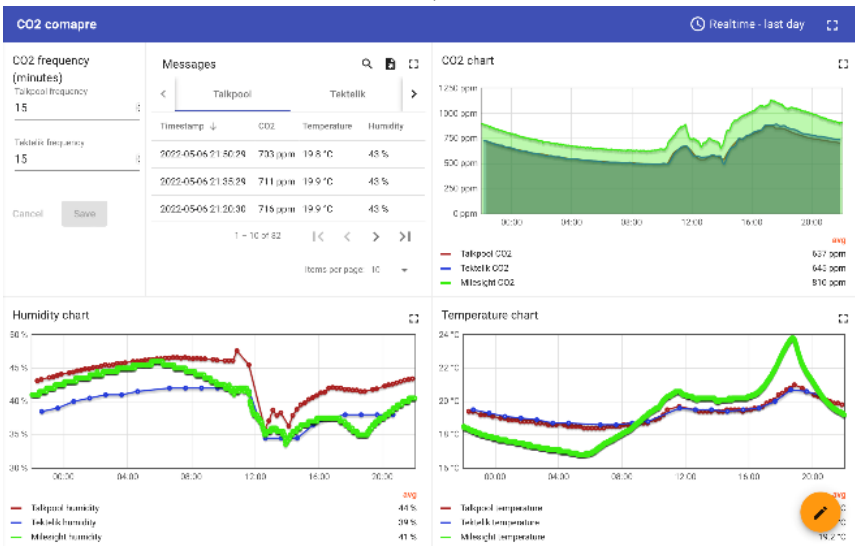 CO2 comapre
Realtime - last day
CO2 frequency
(minutes)
Talkpool frequency
15
Tektelik frequency
15
Cancel
Save
Messages
Talkpool
Tektelik
Timestamp
CO2
Temperature
Humidity
2022-05-06 21:50:29 703 ppm 19.8 °C 43 %
2022-05-06 21:35:29 711 ppm 19.9 °C 43 %
2022-05-06 21:20:30 716 ppm 19.9 °C 43 %
1 – 10 of 82
Items per page: 10
CO2 chart
1250 ppm
1000 ppm
750 ppm
500 ppm
250 ppm
0 ppm
00:00 04:00 08:00 12:00 16:00 20:00
avg
Talkpool CO2 637 ppm
Tektelik CO2 645 ppm
Milesight CO2 810 ppm
Humidity chart
50 %
45 %
40 %
35 %
30 %
00:00 04:00 08:00 12:00 16:00 20:00
avg
Talkpool humidity 44 %
Tektelik humidity 39 %
Milesight humidity 41 %
Temperature chart
24 °C
22 °C
20 °C
18 °C
16 °C
00:00 04:00 08:00 12:00 16:00 20:00
avg
Talkpool temperature
Tektelik temperature
Milesight temperature 19.2 °C